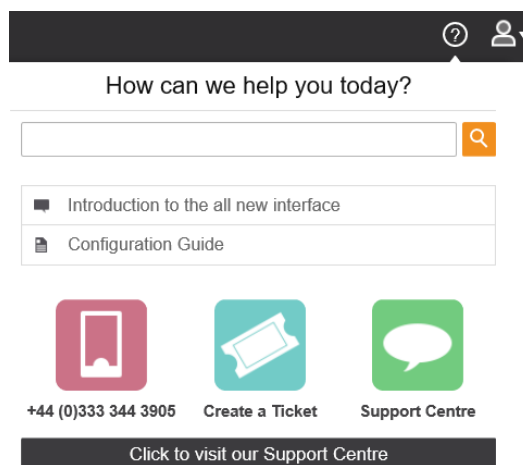 How can we help you today?
Introduction to the all new interface
Configuration Guide
+44 (0)333 344 3905 Create a Ticket Support Centre
Click to visit our Support Centre